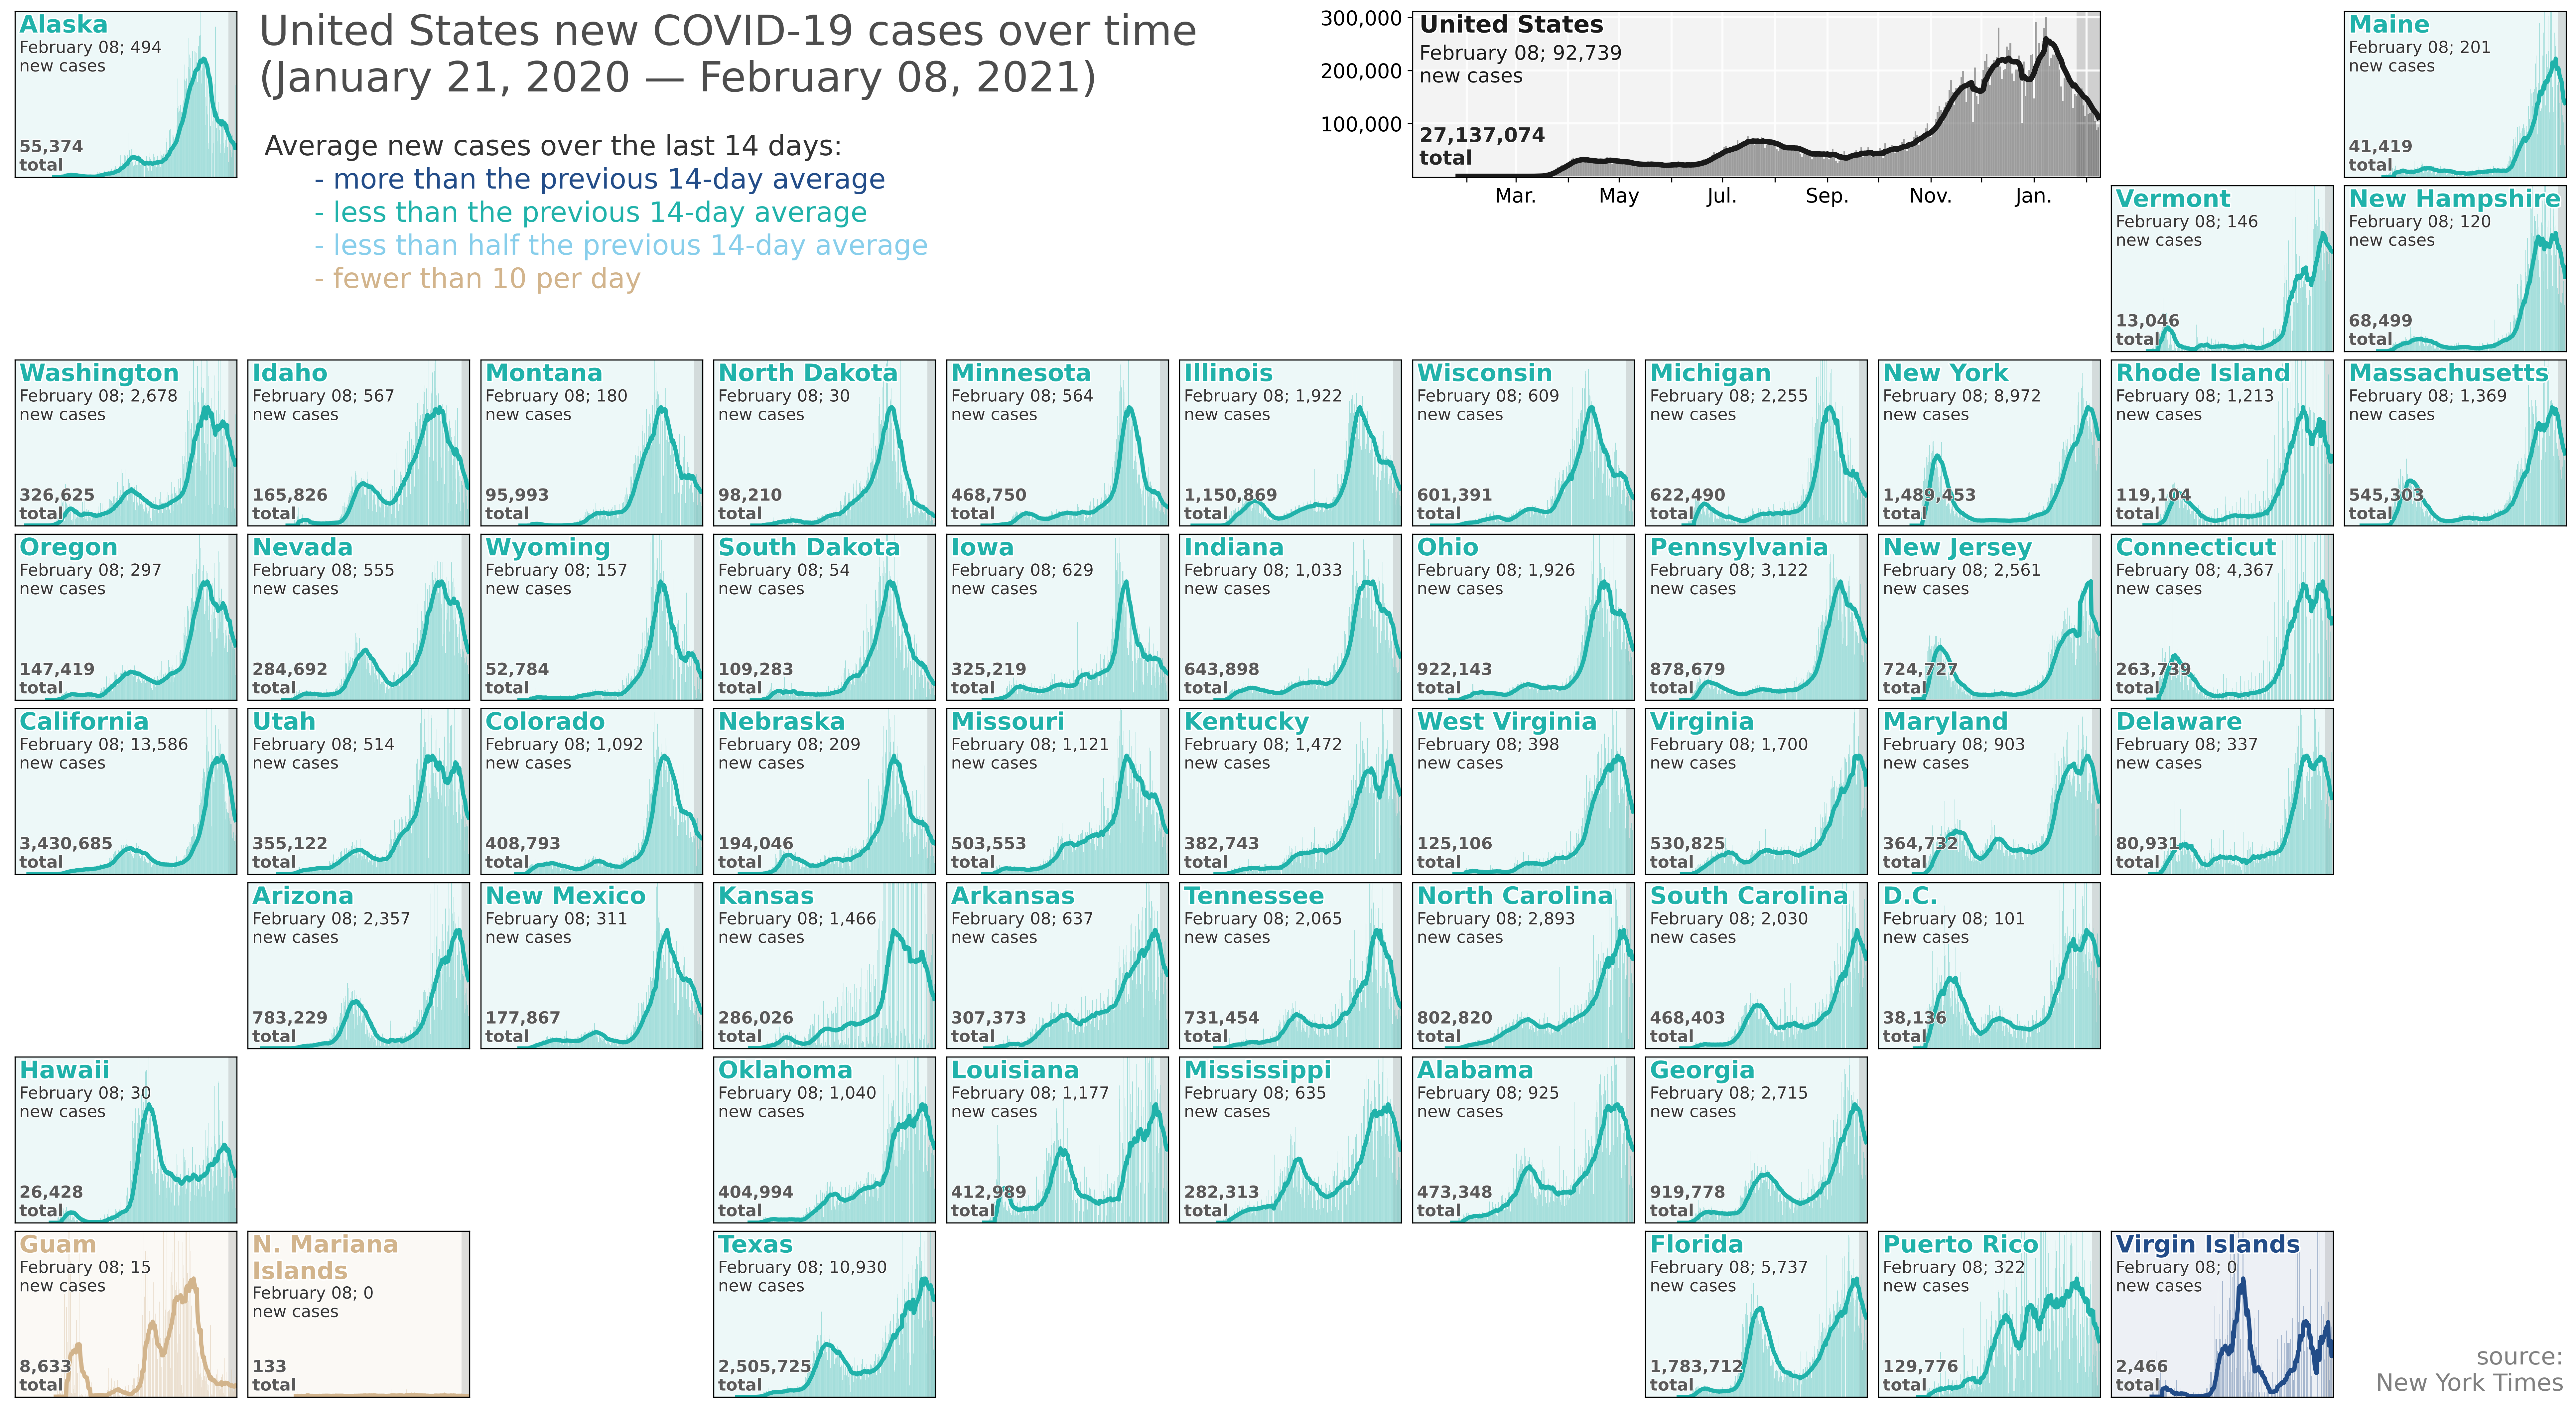 Alaska
February 08; 494
new cases
55,374
total
United States new COVID-19 cases over time
(January 21, 2020 — February 08, 2021)
Average new cases over the last 14 days:
- more than the previous 14-day average
- less than the previous 14-day average
- less than half the previous 14-day average
- fewer than 10 per day
300,000
200,000
100,000
United States
February 08; 92,739
new cases
27,137,074
total
Mar.
May
Jul.
Sep.
Nov.
Jan.
Maine
February 08; 201
new cases
41,419
total
Vermont
February 08; 146
new cases
13,046
total
New Hampshire
February 08; 120
new cases
68,499
total
Washington
February 08; 2,678
new cases
326,625
total
Idaho
February 08; 567
new cases
165,826
total
Montana
February 08; 180
new cases
95,993
total
North Dakota
February 08; 30
new cases
98,210
total
Minnesota
February 08; 564
new cases
468,750
total
Illinois
February 08; 1,922
new cases
1,150,869
total
Wisconsin
February 08; 609
new cases
601,391
total
Michigan
February 08; 2,255
new cases
622,490
total
New York
February 08; 8,972
new cases
1,489,453
total
Rhode Island
February 08; 1,213
new cases
119,104
total
Massachusetts
February 08; 1,369
new cases
545,303
total
Oregon
February 08; 297
new cases
147,419
total
Nevada
February 08; 555
new cases
284,692
total
Wyoming
February 08; 157
new cases
52,784
total
South Dakota
February 08; 54
new cases
109,283
total
Iowa
February 08; 629
new cases
325,219
total
Indiana
February 08; 1,033
new cases
643,898
total
Ohio
February 08; 1,926
new cases
922,143
total
Pennsylvania
February 08; 3,122
new cases
878,679
total
New Jersey
February 08; 2,561
new cases
724,727
total
Connecticut
February 08; 4,367
new cases
263,739
total
California
February 08; 13,586
new cases
3,430,685
total
Utah
February 08; 514
new cases
355,122
total
Colorado
February 08; 1,092
new cases
408,793
total
Nebraska
February 08; 209
new cases
194,046
total
Missouri
February 08; 1,121
new cases
503,553
total
Kentucky
February 08; 1,472
new cases
382,743
total
West Virginia
February 08; 398
new cases
125,106
total
Virginia
February 08; 1,700
new cases
530,825
total
Maryland
February 08; 903
new cases
364,732
total
Delaware
February 08; 337
new cases
80,931
total
Arizona
February 08; 2,357
new cases
783,229
total
New Mexico
February 08; 311
new cases
177,867
total
Kansas
February 08; 1,466
new cases
286,026
total
Arkansas
February 08; 637
new cases
307,373
total
Tennessee
February 08; 2,065
new cases
731,454
total
North Carolina
February 08; 2,893
new cases
802,820
total
South Carolina
February 08; 2,030
new cases
468,403
total
D.C.
February 08; 101
new cases
38,136
total
Hawaii
February 08; 30
new cases
26,428
total
Oklahoma
February 08; 1,040
new cases
404,994
total
Louisiana
February 08; 1,177
new cases
412,989
total
Mississippi
February 08; 635
new cases
282,313
total
Alabama
February 08; 925
new cases
473,348
total
Georgia
February 08; 2,715
new cases
919,778
total
Guam
February 08; 15
new cases
8,633
total
N. Mariana
Islands
February 08; 0
new cases
133
total
Texas
February 08; 10,930
new cases
2,505,725
total
Florida
February 08; 5,737
new cases
1,783,712
total
Puerto Rico
February 08; 322
new cases
129,776
total
Virgin Islands
February 08; 0
new cases
2,466
total
source:
New York Times